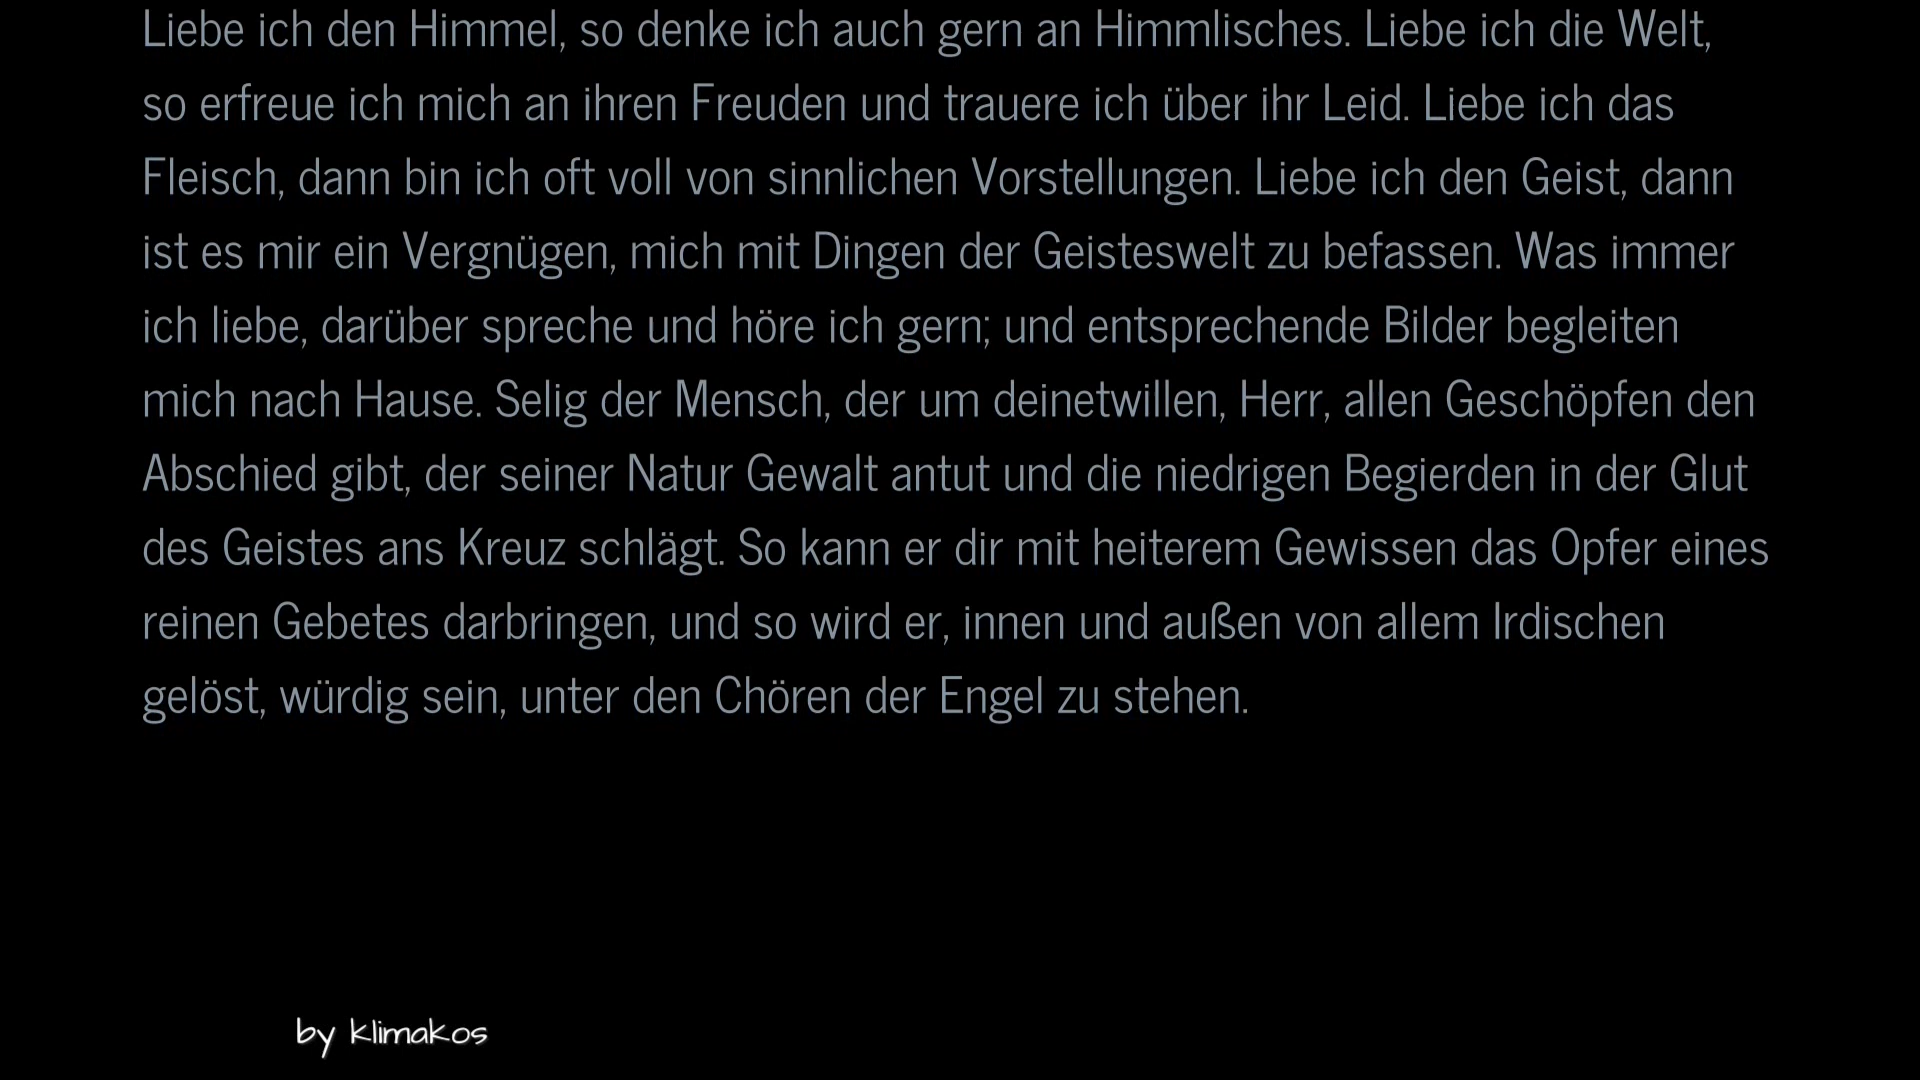 Liebe ich den Himmel, so denke ich auch gern an Himmlisches. Liebe ich die Welt,
so erfreue ich mich an ihren Freuden und trauere ich über ihr Leid. Liebe ich das
Fleisch, dann bin ich oft voll von sinnlichen Vorstellungen. Liebe ich den Geist, dann
ist es mir ein Vergnügen, mich mit Dingen der Geisteswelt zu befassen. Was immer
ich liebe, darüber spreche und höre ich gern; und entsprechende Bilder begleiten
mich nach Hause. Selig der Mensch, der um deinetwillen, Herr, allen Geschöpfen den
Abschied gibt, der seiner Natur Gewalt antut und die niedrigen Begierden in der Glut
des Geistes ans Kreuz schlägt. So kann er dir mit heiterem Gewissen das Opfer eines
reinen Gebetes darbringen, und so wird er, innen und außen von allem Irdischen
gelöst, würdig sein, unter den Chören der Engel zu stehen.
by klimakos